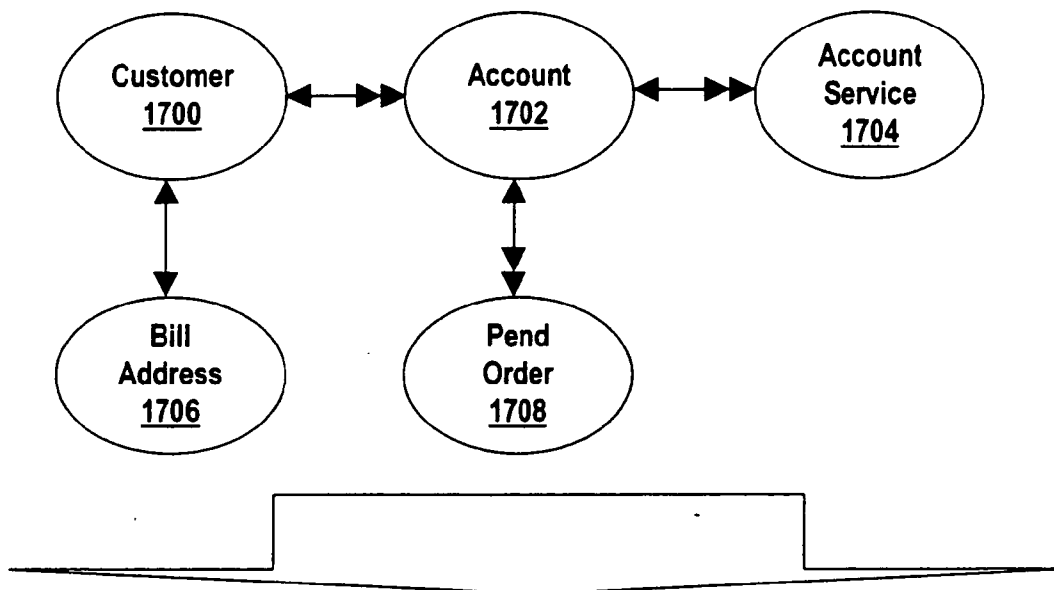 Customer
1700
Account
1702
Account
Service
1704
Bill
Address
1706
Pend
Order
1708